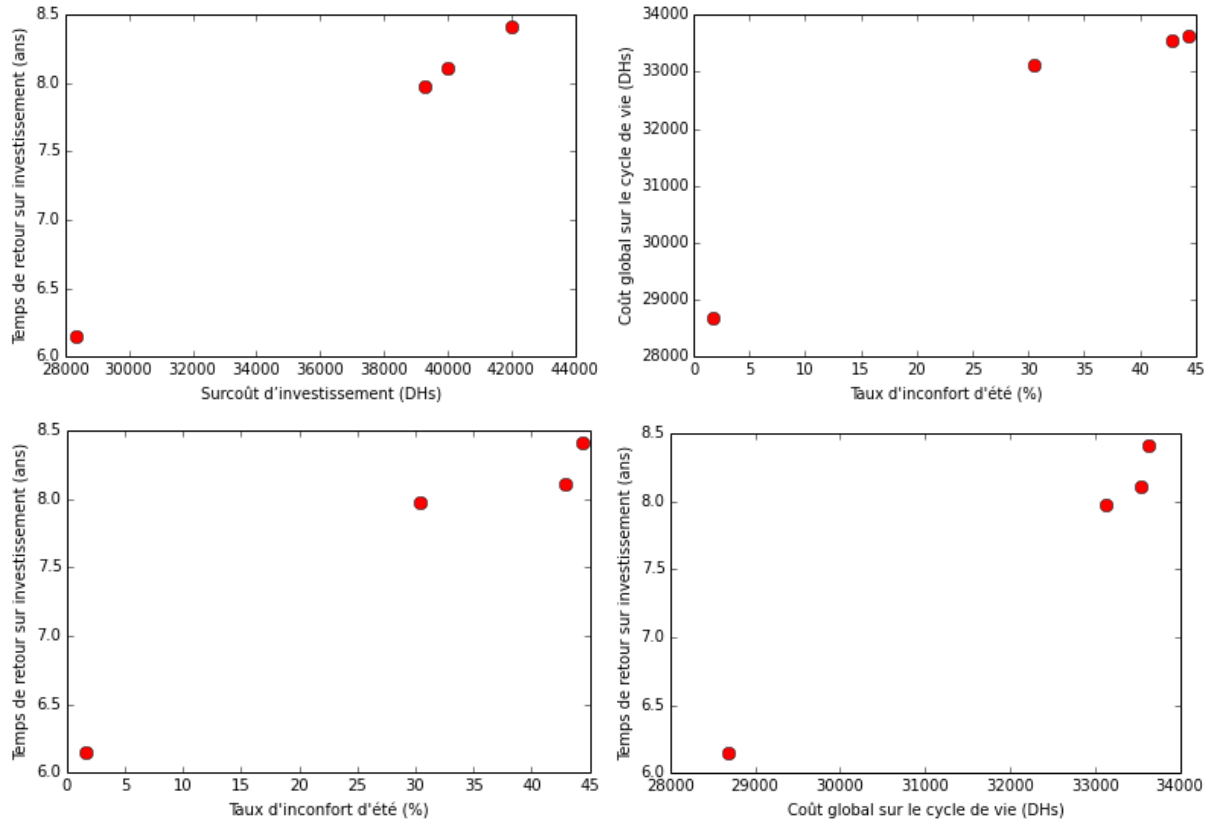 8.5
8.0
7.5
7.0
6.5
6.0
Temps de retour sur investissement (ans)
28000 30000 32000 34000 36000 38000 40000 42000 44000
Surcoût d’investissement (DHs)
34000
33000
32000
31000
30000
29000
28000
Coût global sur le cycle de vie (DHs)
0 5 10 15 20 25 30 35 40 45
Taux d'inconfort d'été (%)
8.5
8.0
7.5
7.0
6.5
6.0
Temps de retour sur investissement (ans)
0 5 10 15 20 25 30 35 40 45
Taux d'inconfort d'été (%)
8.5
8.0
7.5
7.0
6.5
6.0
Temps de retour sur investissement (ans)
28000 29000 30000 31000 32000 33000 34000
Coût global sur le cycle de vie (DHs)